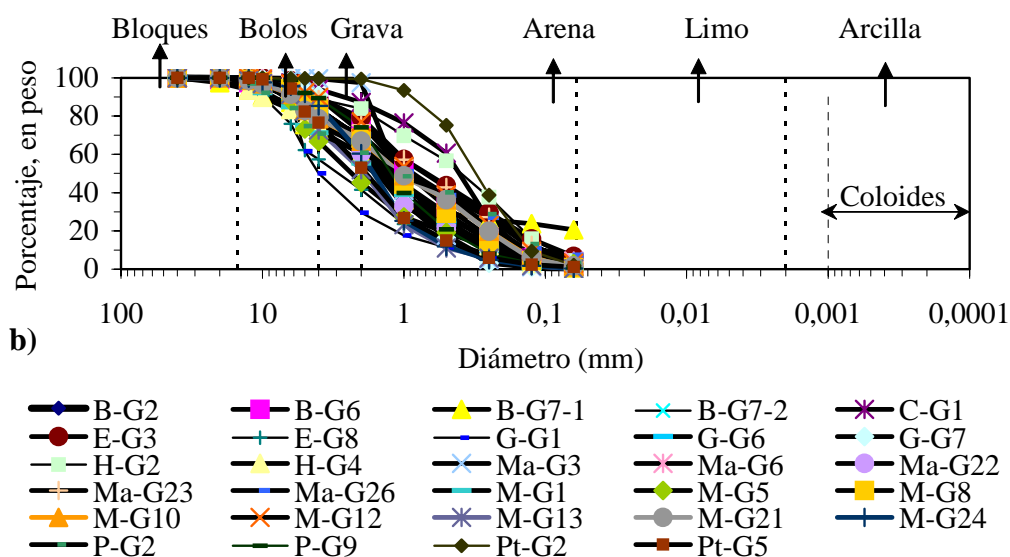 Bloques Bolos Grava Arena Limo Arcilla
Porcentaje, en peso
100
80
60
40
20
0
Coloides
100 10 1 0,1 0,01 0,001 0,0001
b)
Diámetro (mm)
B-G2 B-G6 B-G7-1 B-G7-2 C-G1
E-G3 E-G8 G-G1 G-G6 G-G7
H-G2 H-G4 Ma-G3 Ma-G6 Ma-G22
Ma-G23 Ma-G26 M-G1 M-G5 M-G8
M-G10 M-G12 M-G13 M-G21 M-G24
P-G2 P-G9 Pt-G2 Pt-G5